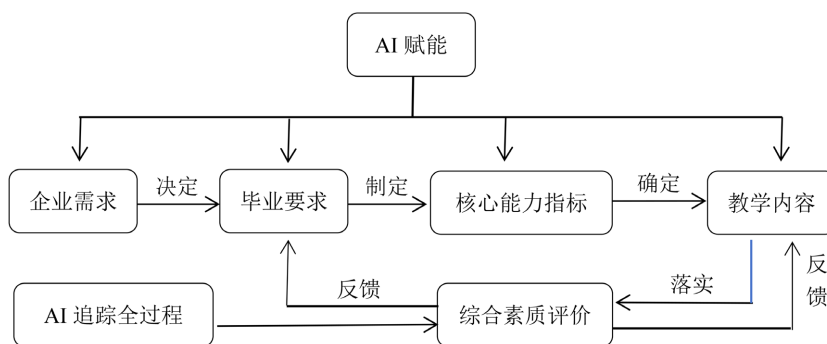 AI 赋能
企业需求
决定
毕业要求
制定
核心能力指标
确定
教学内容
AI 追踪全过程
反馈
综合素质评价
落实
反
馈